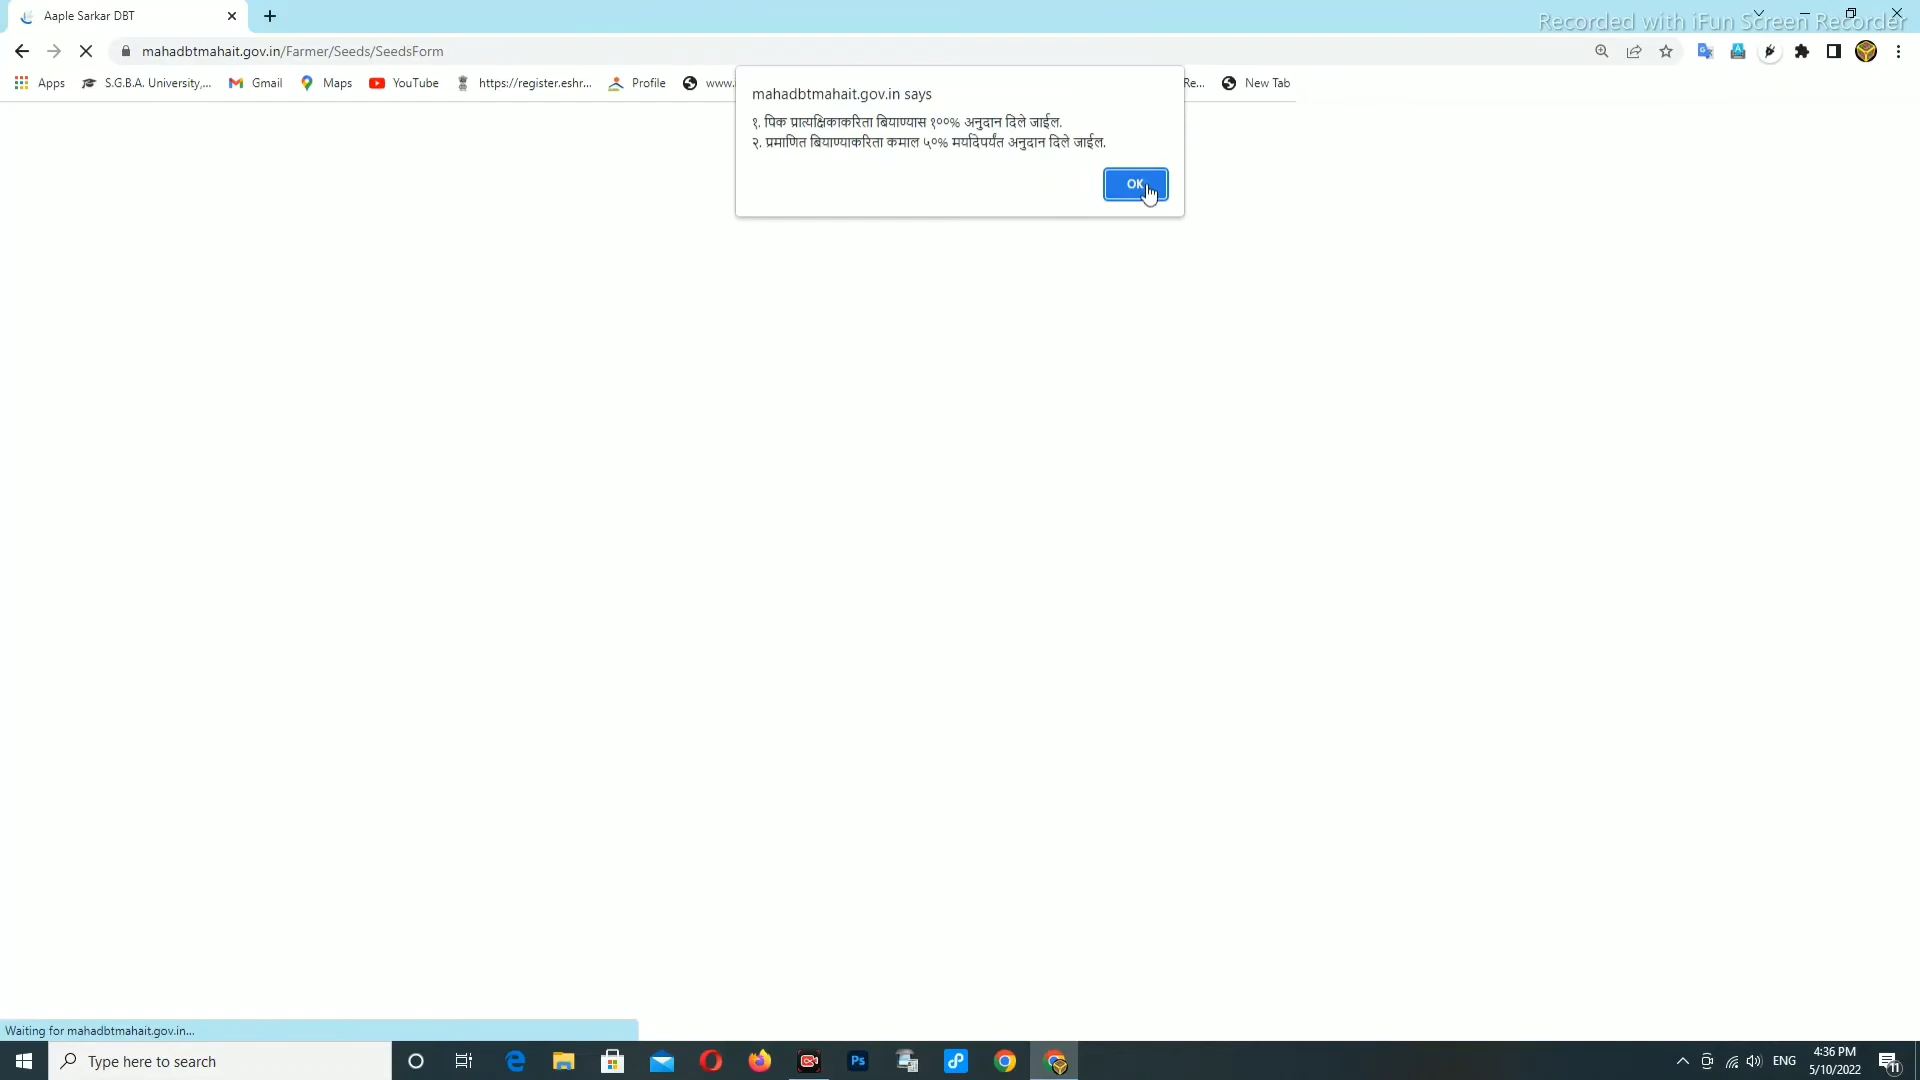 Aaple Sarkar DBT
Recorded with iFun Screen Recorder
mahadbtmahait.gov.in/Farmer/Seeds/SeedsForm
Apps S.G.B.A. University,... Gmail Maps YouTube https://register.eshr... Profile www. Re... New Tab
mahadbtmahait.gov.in says
१. पिक प्रात्यक्षिकाकरिता बियाण्यास १००% अनुदान दिले जाईल.
२. प्रमाणित बियाण्याकरिता कमाल ५०% मर्यादेपर्यंत अनुदान दिले जाईल.
OK
Waiting for mahadbtmahait.gov.in...
Type here to search
Ps
ENG
4:36 PM
5/10/2022
11